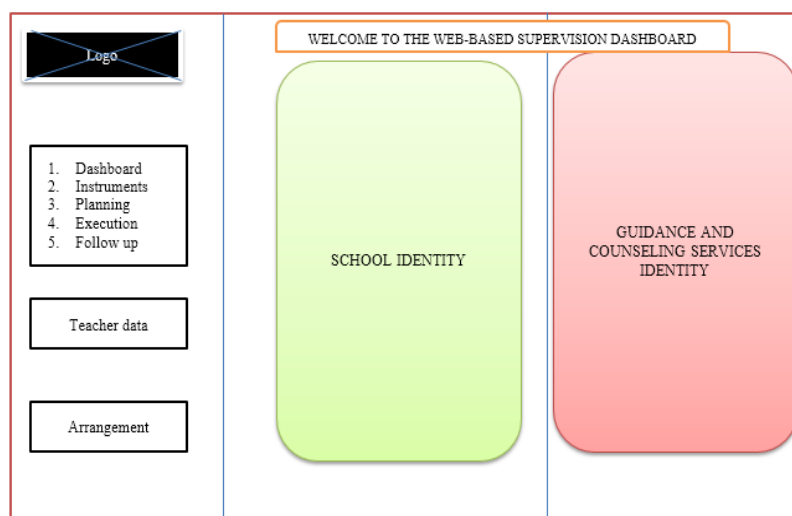 Logo
WELCOME TO THE WEB-BASED SUPERVISION DASHBOARD
1. Dashboard
2. Instruments
3. Planning
4. Execution
5. Follow up
Teacher data
Arrangement
SCHOOL IDENTITY
GUIDANCE AND
COUNSELING SERVICES
IDENTITY